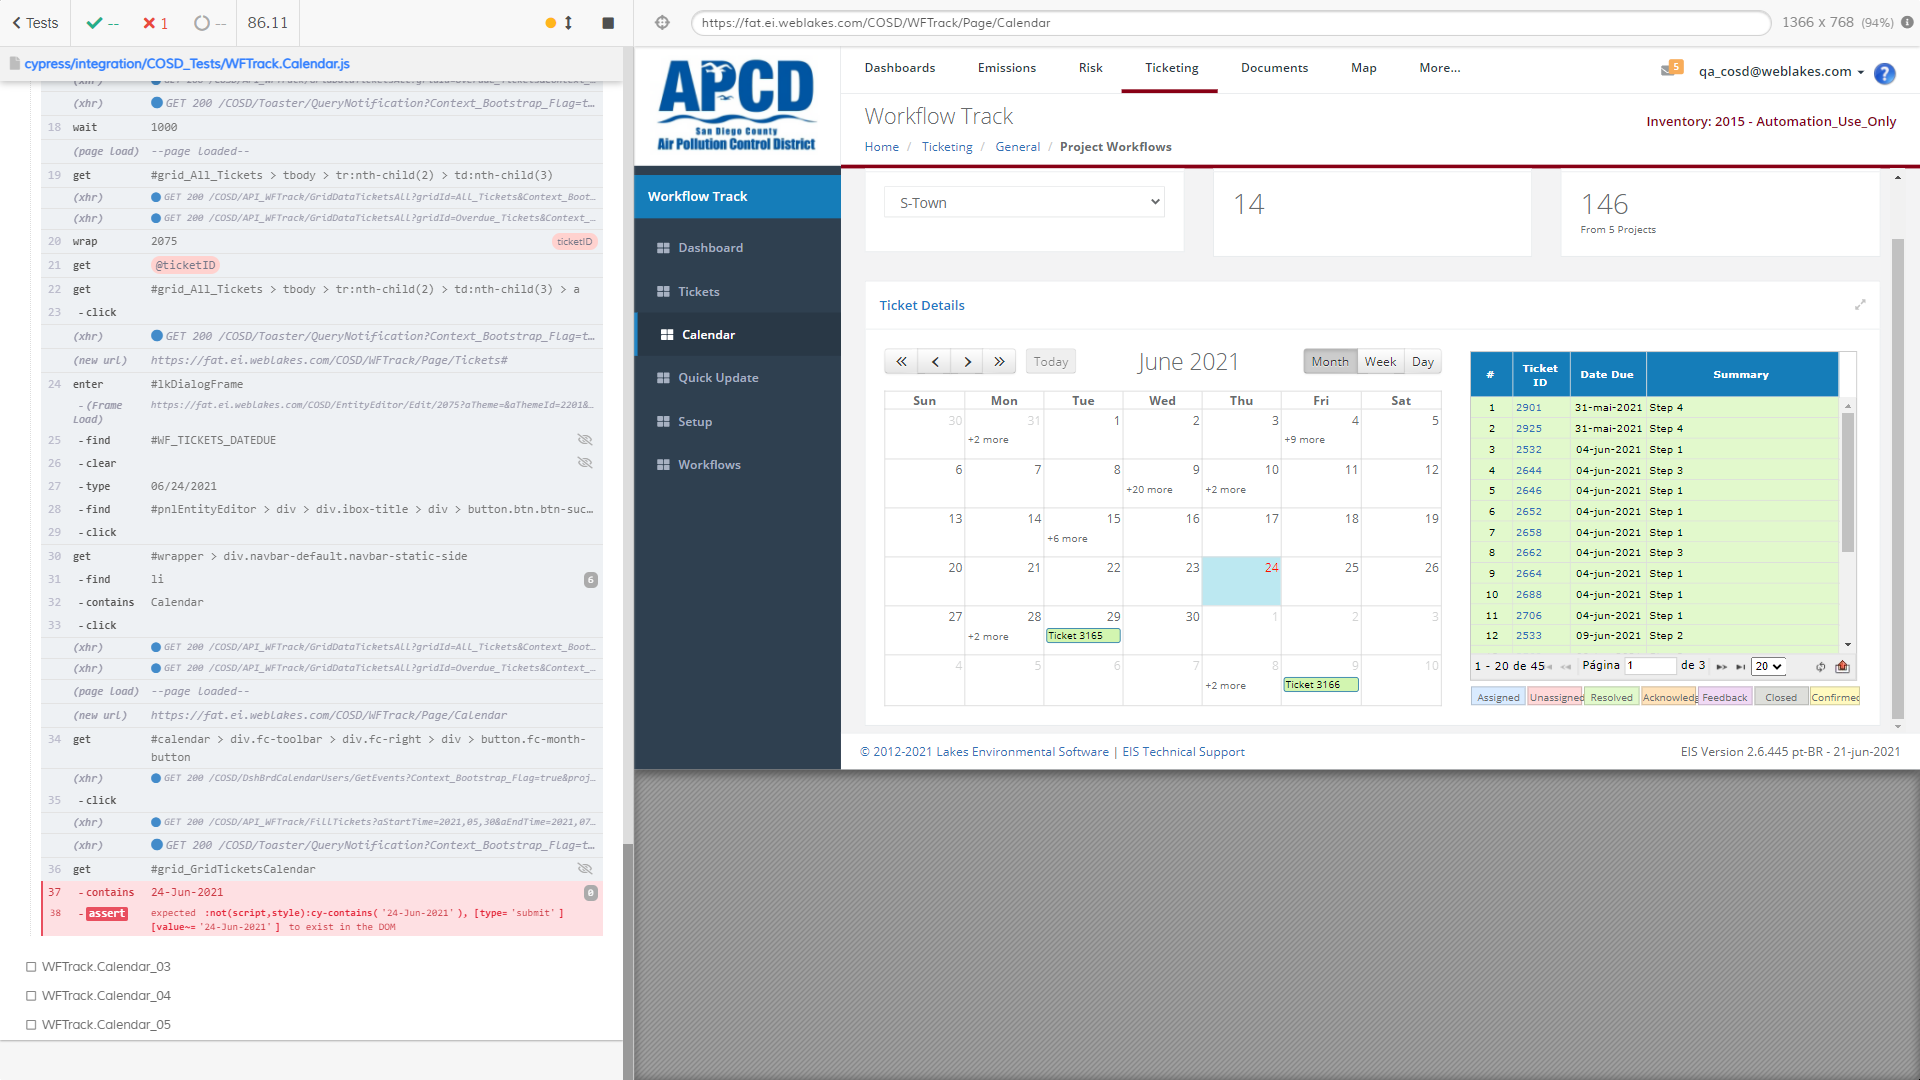 Tests
--
1
--
86.11
cypress/integration/COSD_Tests/WFTrack.Calendar.js
(xhr) GET 200 /COSD/Toaster/QueryNotification?Context_Bootstrap_Flag=t...
18 wait 1000
(page load) --page loaded--
19 get #grid_All_Tickets > tbody > tr:nth-child(2) > td:nth-child(3)
(xhr) GET 200 /COSD/API_WFTrack/GridDataTicketsAll?gridId=All_Tickets&Context_Boot...
(xhr) GET 200 /COSD/API_WFTrack/GridDataTicketsAll?gridId=Overdue_Tickets&Context_...
20 wrap 2075 ticketID
21 get @ticketID
22 get #grid_All_Tickets > tbody > tr:nth-child(2) > td:nth-child(3) > a
23 - click
(xhr) GET 200 /COSD/Toaster/QueryNotification?Context_Bootstrap_Flag=t...
(new url) https://fat.ei.weblakes.com/COSD/WFTrack/Page/Tickets#
24 enter #lkDialogFrame
- (Frame Load) https://fat.ei.weblakes.com/COSD/EntityEditor/Edit/2075?aTheme=&aThemeId=2201&...
25 - find #WF_TICKETS_DATEDUE
26 - clear
27 - type 06/24/2021
28 - find #pnlEntityEditor > div > div.ibox-title > div > button.btn.btn-suc...
29 - click
30 get #wrapper > div.navbar-default.navbar-static-side
31 - find li 6
32 - contains Calendar
33 - click
(xhr) GET 200 /COSD/API_WFTrack/GridDataTicketsAll?gridId=All_Tickets&Context_Boot...
(xhr) GET 200 /COSD/API_WFTrack/GridDataTicketsAll?gridId=Overdue_Tickets&Context_...
(page load) --page loaded--
(new url) https://fat.ei.weblakes.com/COSD/WFTrack/Page/Calendar
34 get #calendar > div.fc-toolbar > div.fc-right > div > button.fc-month-
button
(xhr) GET 200 /COSD/DshBrdCalendarUsers/GetEvents?Context_Bootstrap_Flag=true&proj...
35 - click
(xhr) GET 200 /COSD/API_WFTrack/FillTickets?aStartTime=2021,05,30&aEndTime=2021,07...
(xhr) GET 200 /COSD/Toaster/QueryNotification?Context_Bootstrap_Flag=t...
36 get #grid_GridTicketsCalendar
37 - contains 24-Jun-2021 0
38 - assert expected :not(script,style):cy-contains('24-Jun-2021'), [type='submit']
[value~='24-Jun-2021'] to exist in the DOM
WFTrack.Calendar_03
WFTrack.Calendar_04
WFTrack.Calendar_05
https://fat.ei.weblakes.com/COSD/WFTrack/Page/Calendar
1366 x 768 (94%)
APCD
San Diego County
Air Pollution Control District
Dashboards Emissions Risk Ticketing Documents Map More...
5 qa_cosd@weblakes.com ?
Workflow Track
Inventory: 2015 - Automation_Use_Only
Home / Ticketing / General / Project Workflows
Workflow Track
Dashboard
Tickets
Calendar
Quick Update
Setup
Workflows
S-Town
14
146
From 5 Projects
Ticket Details
Today
June 2021
Month Week Day
Sun Mon Tue Wed Thu Fri Sat
30 31 1 2 3 4 5
+2 more +9 more
6 7 8 9 10 11 12
+20 more +2 more
13 14 15 16 17 18 19
+6 more
20 21 22 23 24 25 26
27 28 29 30 1 2 3
+2 more Ticket 3165
4 5 6 7 8 9 10
+2 more Ticket 3166
# Ticket ID Date Due Summary
1 2901 31-mai-2021 Step 4
2 2925 31-mai-2021 Step 4
3 2532 04-jun-2021 Step 1
4 2644 04-jun-2021 Step 3
5 2646 04-jun-2021 Step 1
6 2652 04-jun-2021 Step 1
7 2658 04-jun-2021 Step 1
8 2662 04-jun-2021 Step 3
9 2664 04-jun-2021 Step 1
10 2688 04-jun-2021 Step 1
11 2706 04-jun-2021 Step 1
12 2533 09-jun-2021 Step 2
1 - 20 de 45 Página 1 de 3 20
Assigned Unassigned Resolved Acknowledg Feedback Closed Confirmed
© 2012-2021 Lakes Environmental Software | EIS Technical Support
EIS Version 2.6.445 pt-BR - 21-jun-2021